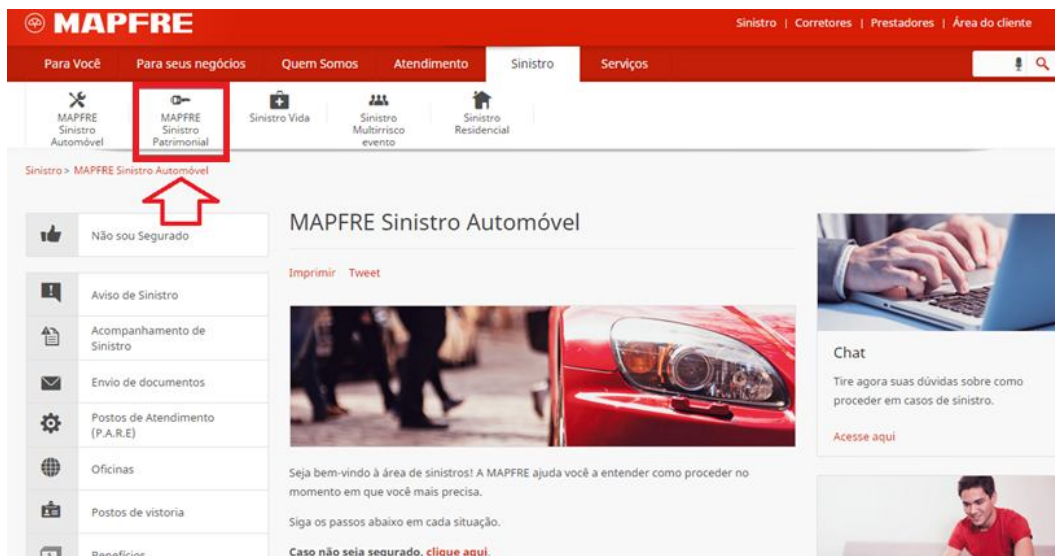 MAPFRE
Sinistro | Corretores | Prestadores | Área do cliente
Para Você Para seus negócios Quem Somos Atendimento Sinistro Serviços
MAPFRE
Sinistro
Automóvel
MAPFRE
Sinistro
Patrimonial
Sinistro Vida
Sinistro
Multirrisco
evento
Sinistro
Residencial
Sinistro > MAPFRE Sinistro Automóvel
Não sou Segurado
Aviso de Sinistro
Acompanhamento de
Sinistro
Envio de documentos
Postos de Atendimento
(P.A.R.E)
Oficinas
Postos de vistoria
Benefícios
MAPFRE Sinistro Automóvel
Imprimir Tweet
Seja bem-vindo à área de sinistros! A MAPFRE ajuda você a entender como proceder no
momento em que você mais precisa.
Siga os passos abaixo em cada situação.
Caso não seja segurado, clique aqui.
Chat
Tire agora suas dúvidas sobre como
proceder em casos de sinistro.
Acesse aqui